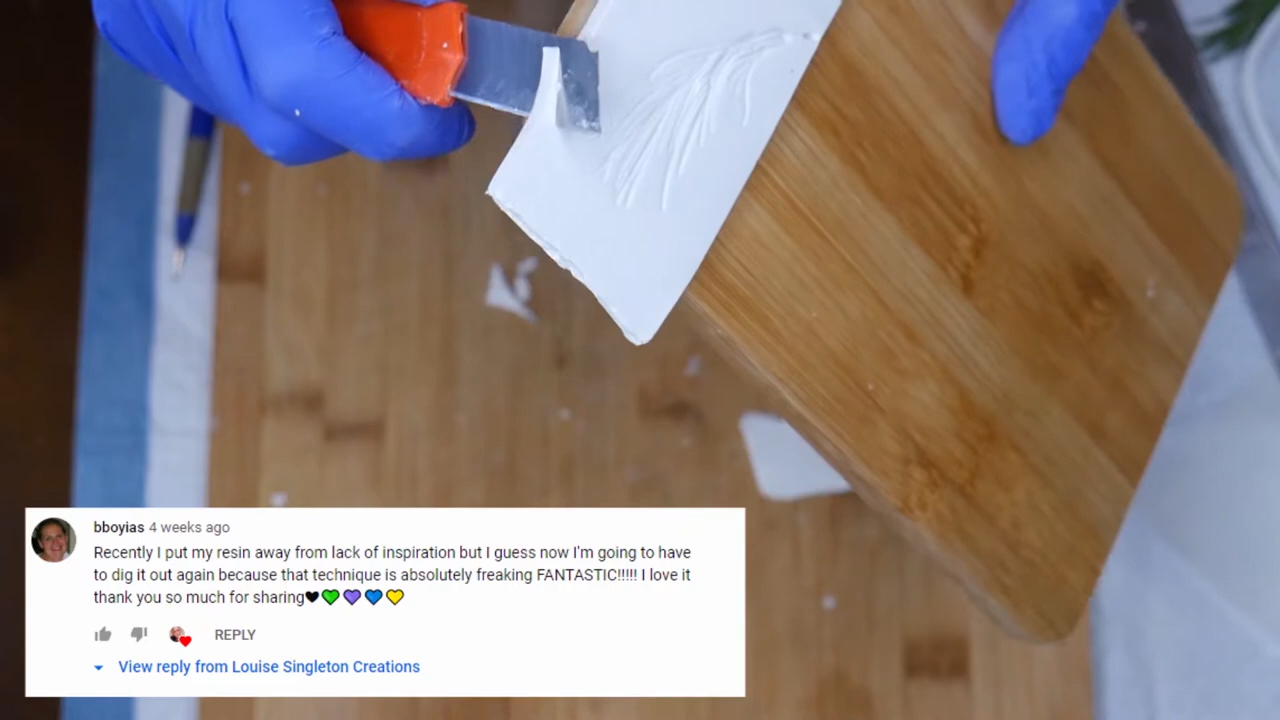 bboyias 4 weeks ago
Recently I put my resin away from lack of inspiration but I guess now I'm going to have
to dig it out again because that technique is absolutely freaking FANTASTIC!!!!! I love it
thank you so much for sharing🖤💚💜💙💛
REPLY
View reply from Louise Singleton Creations